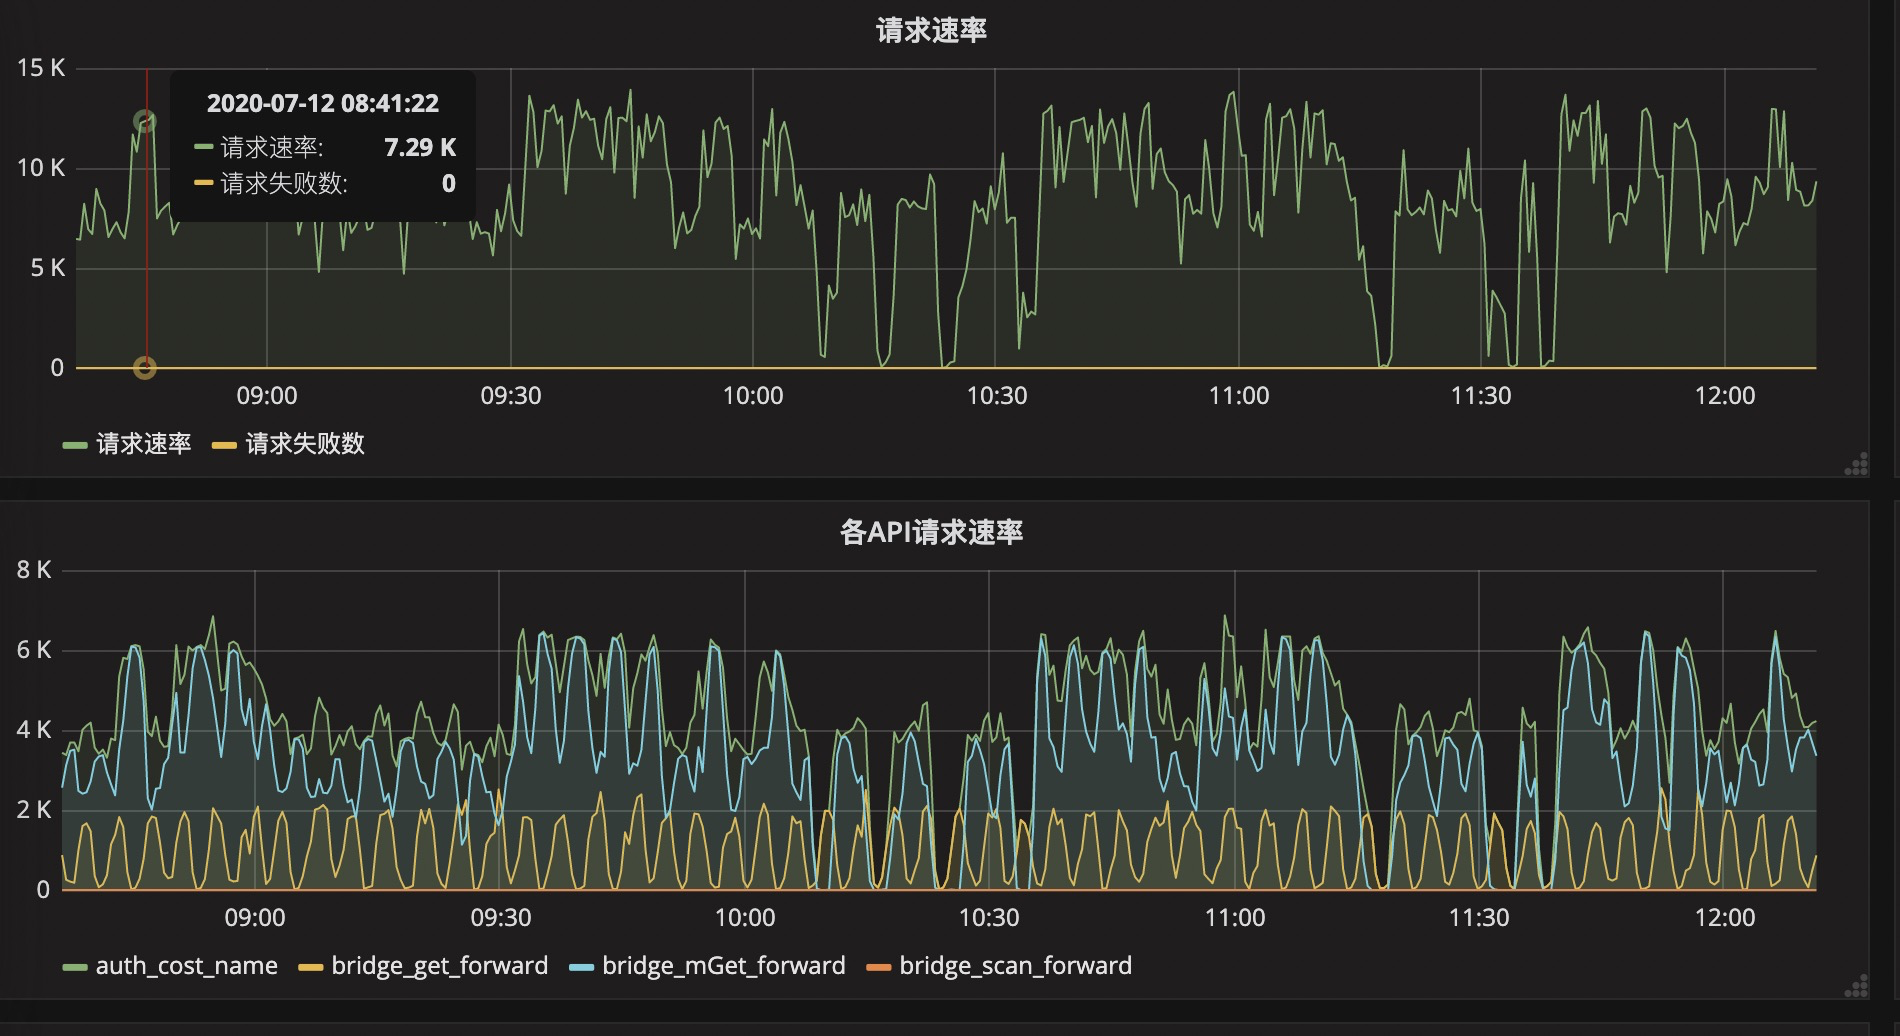 请求速率
15 K
10 K
5 K
0
2020-07-12 08:41:22
请求速率: 7.29 K
请求失败数: 0
09:00 09:30 10:00 10:30 11:00 11:30 12:00
请求速率 请求失败数
各API请求速率
8 K
6 K
4 K
2 K
0
09:00 09:30 10:00 10:30 11:00 11:30 12:00
auth_cost_name bridge_get_forward bridge_mGet_forward bridge_scan_forward